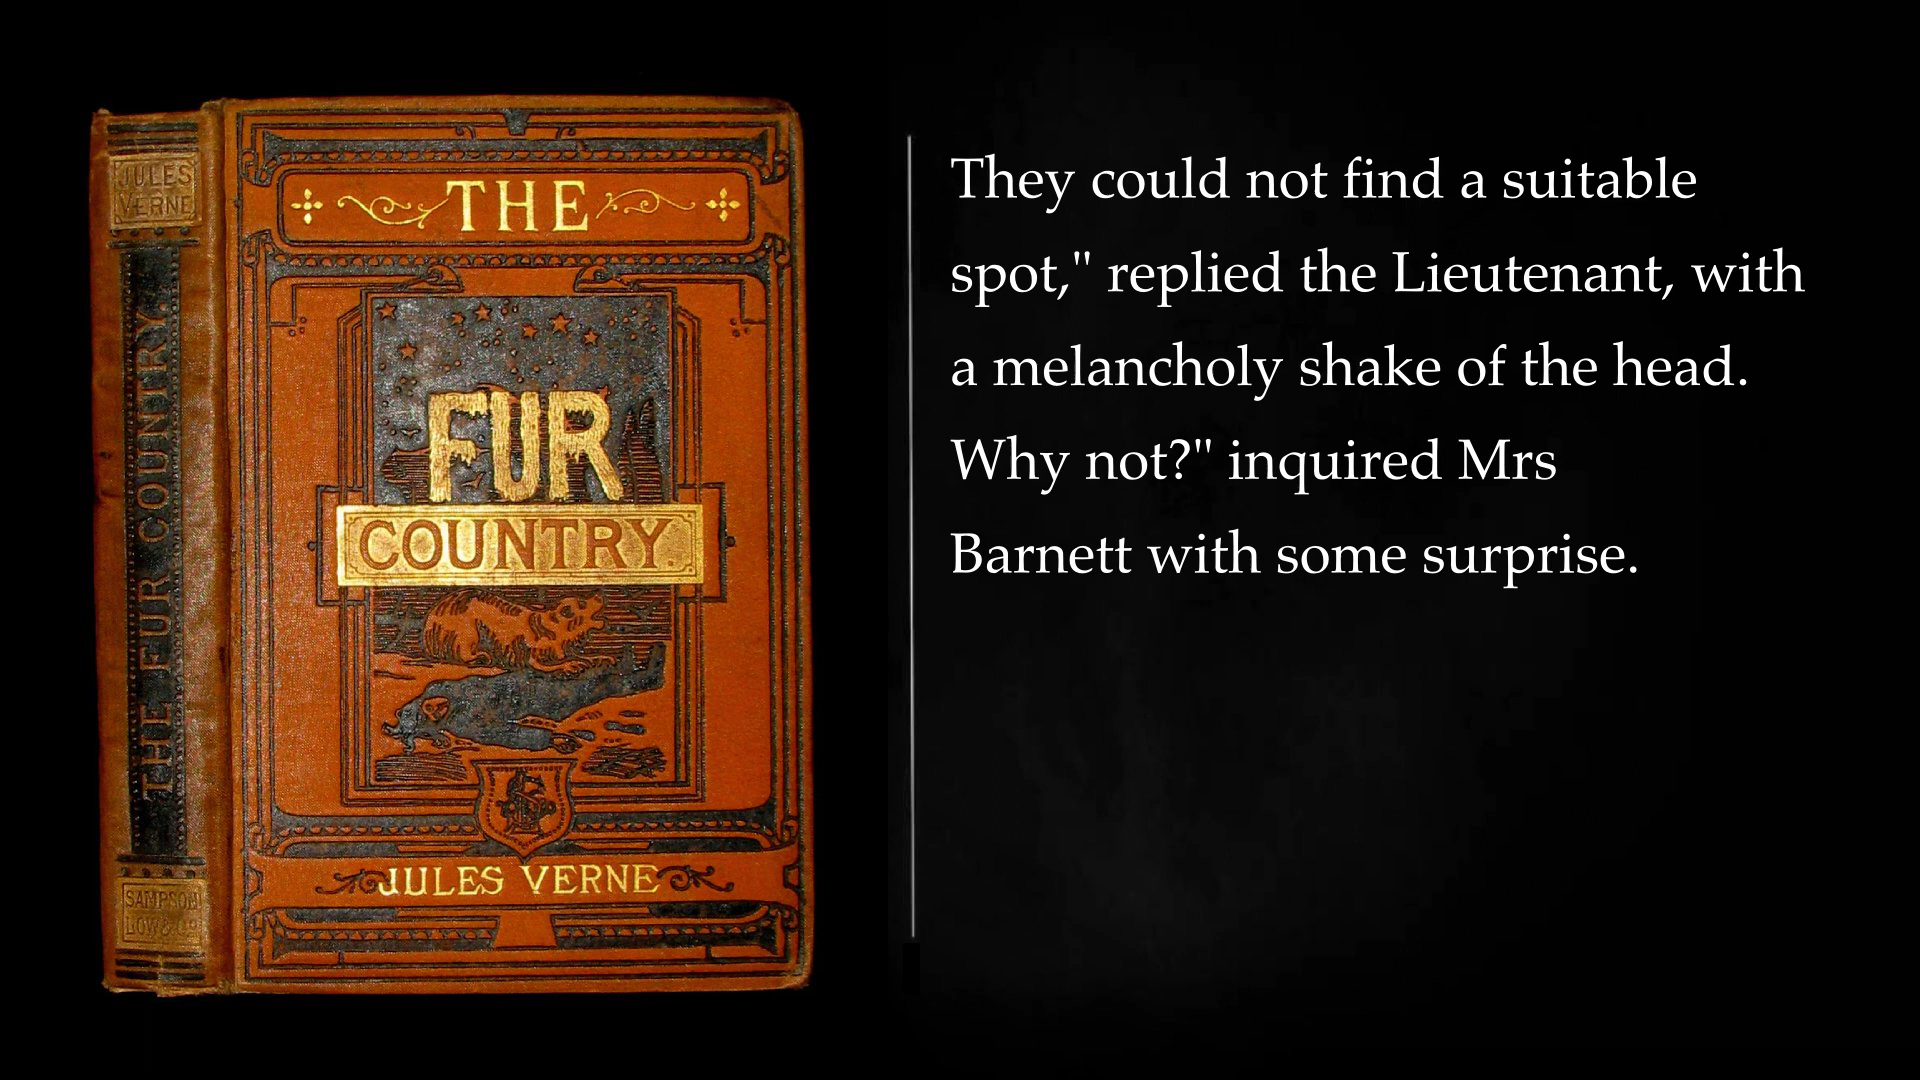 JULES
VERNE
THE FUR COUNTRY.
SAMPSON
LOW & Co
THE
FUR
COUNTRY.
JULES VERNE
They could not find a suitable
spot," replied the Lieutenant, with
a melancholy shake of the head.
Why not?" inquired Mrs
Barnett with some surprise.